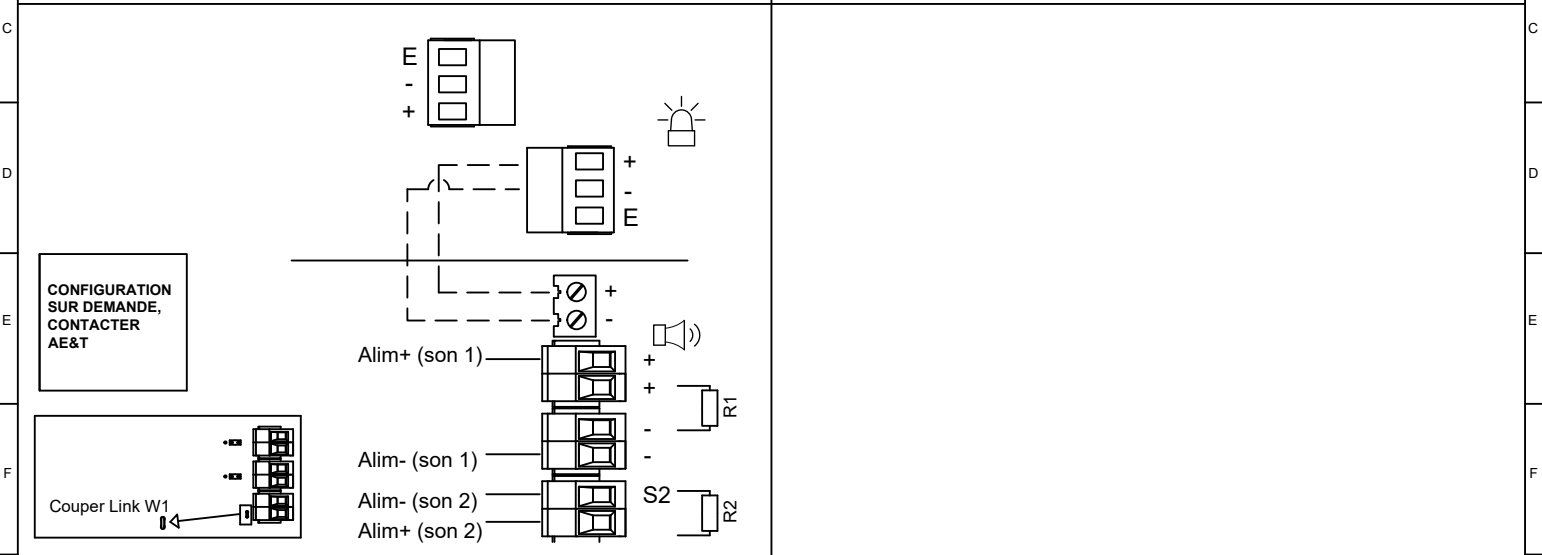 C
C
E
-
+
D
D
+
-
E
CONFIGURATION
SUR DEMANDE,
CONTACTER
AE&T
E
E
+
-
Alim+ (son 1)
+
+
R1
-
Alim- (son 1)
-
F
F
Couper Link W1
Alim- (son 2)
S2
R2
Alim+ (son 2)